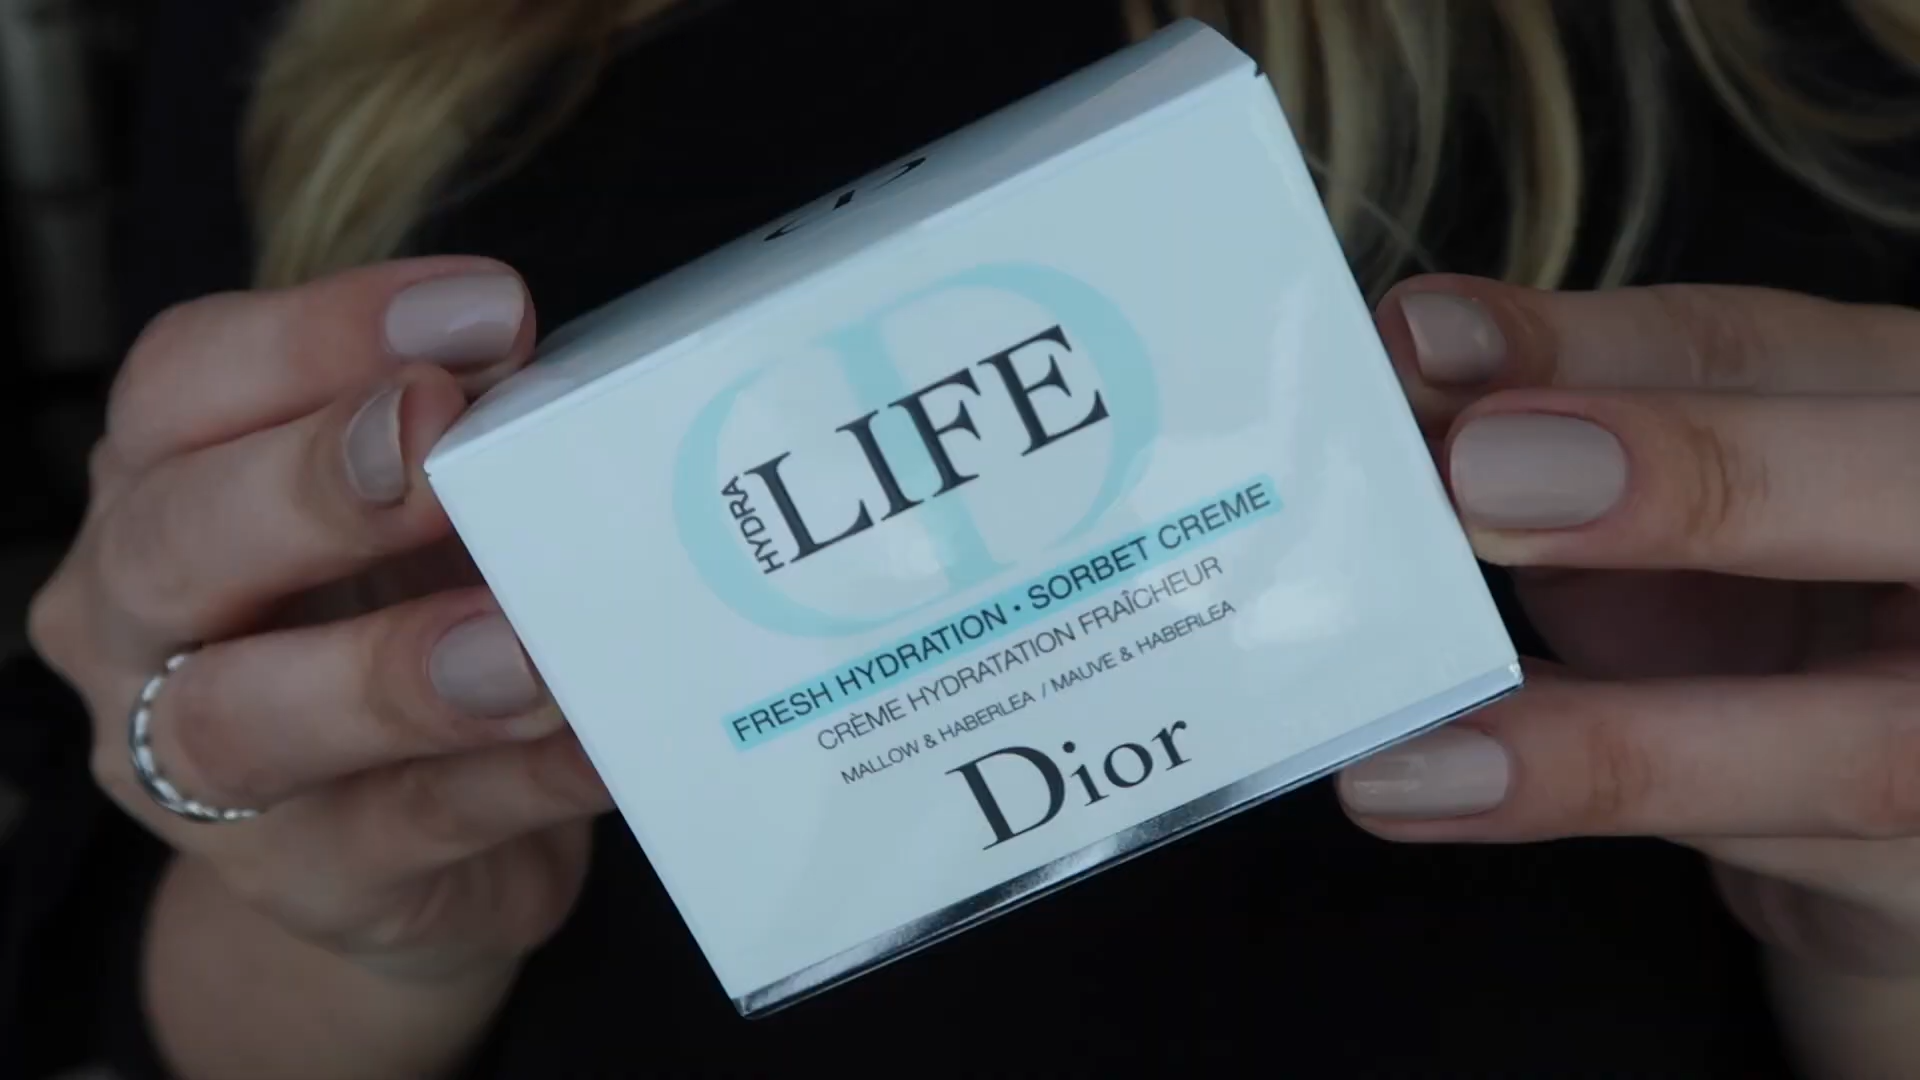 HYDRA LIFE
FRESH HYDRATION · SORBET CREME
CRÈME HYDRATATION FRAÎCHEUR
MALLOW & HABERLEA / MAUVE & HABERLEA
Dior